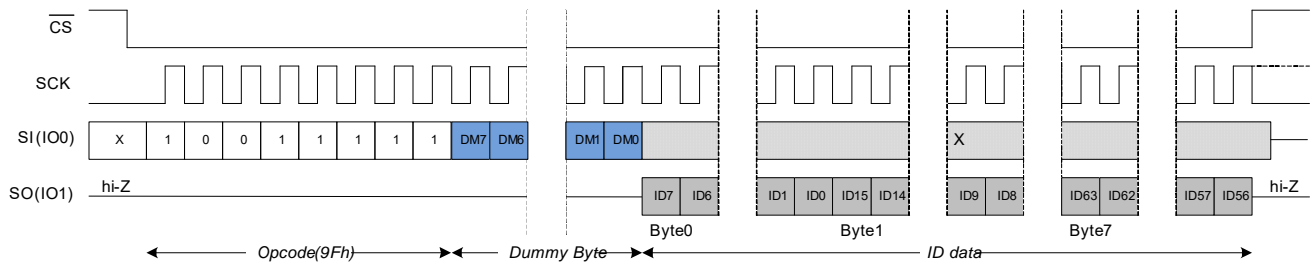 CS
SCK
SI(IO0) X 1 0 0 1 1 1 1 1 DM7 DM6 DM1 DM0 X
SO(IO1) hi-Z ID7 ID6 ID1 ID0 ID15 ID14 ID9 ID8 ID63 ID62 ID57 ID56 hi-Z
Byte0 Byte1 Byte7
Opcode(9Fh) Dummy Byte ID data